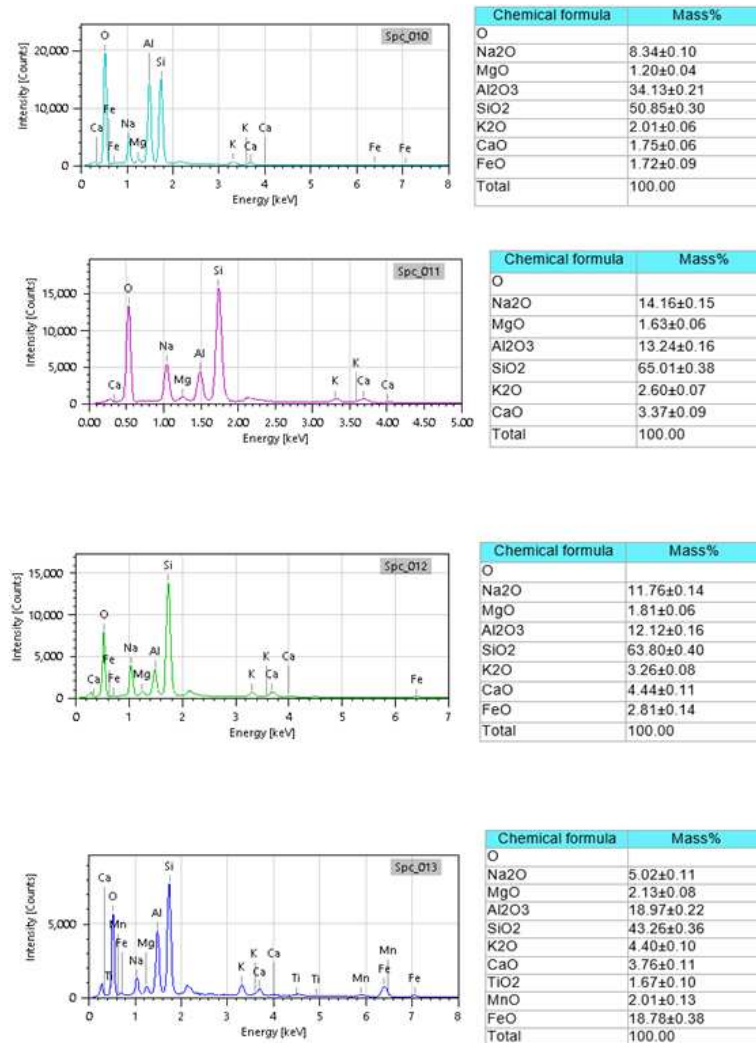 Spc_010
20,000
10,000
0
Intensity [Counts]
O Al Si
Fe
Ca Fe Na Mg K K Ca Ca Fe Fe
0 1 2 3 4 5 6 7 8
Energy [keV]
Chemical formula Mass%
O
Na2O 8.34±0.10
MgO 1.20±0.04
Al2O3 34.13±0.21
SiO2 50.85±0.30
K2O 2.01±0.06
CaO 1.75±0.06
FeO 1.72±0.09
Total 100.00
Spc_011
15,000
10,000
5,000
0
Intensity [Counts]
Si
O
Na Al
Ca Mg K K Ca Ca
0.00 0.50 1.00 1.50 2.00 2.50 3.00 3.50 4.00 4.50 5.00
Energy [keV]
Chemical formula Mass%
O
Na2O 14.16±0.15
MgO 1.63±0.06
Al2O3 13.24±0.16
SiO2 65.01±0.38
K2O 2.60±0.07
CaO 3.37±0.09
Total 100.00
Spc_012
15,000
10,000
5,000
0
Intensity [Counts]
Si
O
Fe Na Al
Ca Fe Mg K K Ca Ca Fe
0 1 2 3 4 5 6 7
Energy [keV]
Chemical formula Mass%
O
Na2O 11.76±0.14
MgO 1.81±0.06
Al2O3 12.12±0.16
SiO2 63.80±0.40
K2O 3.26±0.08
CaO 4.44±0.11
FeO 2.81±0.14
Total 100.00
Spc_013
5,000
0
Intensity [Counts]
Si
Ca O
Mn Al
Fe Mg K Ca Mn
Ti Na K Ca Ti Ti Mn Fe Fe
0 1 2 3 4 5 6 7 8
Energy [keV]
Chemical formula Mass%
O
Na2O 5.02±0.11
MgO 2.13±0.08
Al2O3 18.97±0.22
SiO2 43.26±0.36
K2O 4.40±0.10
CaO 3.76±0.11
TiO2 1.67±0.10
MnO 2.01±0.13
FeO 18.78±0.38
Total 100.00